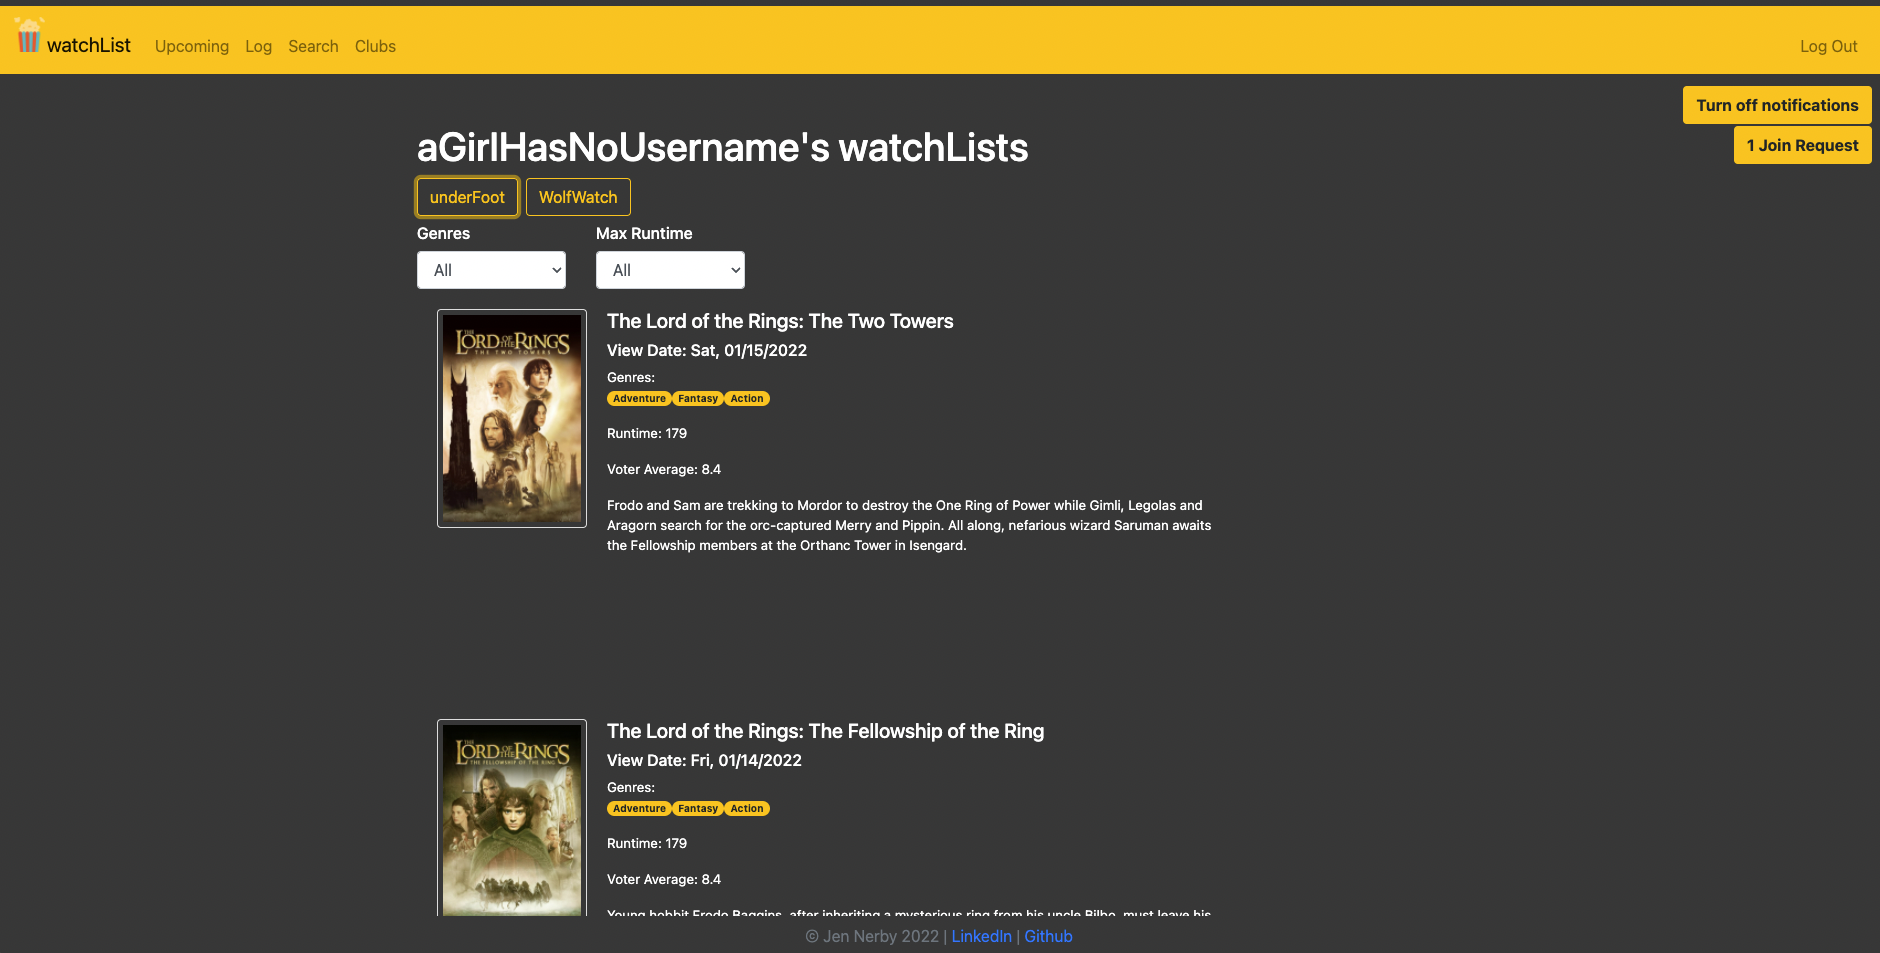 watchList Upcoming Log Search Clubs Log Out
Turn off notifications
1 Join Request
aGirlHasNoUsername's watchLists
underFoot WolfWatch
Genres Max Runtime
All All
THE
LORD OF THE RINGS
THE TWO TOWERS
The Lord of the Rings: The Two Towers
View Date: Sat, 01/15/2022
Genres:
Adventure Fantasy Action
Runtime: 179
Voter Average: 8.4
Frodo and Sam are trekking to Mordor to destroy the One Ring of Power while Gimli, Legolas and
Aragorn search for the orc-captured Merry and Pippin. All along, nefarious wizard Saruman awaits
the Fellowship members at the Orthanc Tower in Isengard.
THE
LORD OF THE RINGS
THE FELLOWSHIP OF THE RING
The Lord of the Rings: The Fellowship of the Ring
View Date: Fri, 01/14/2022
Genres:
Adventure Fantasy Action
Runtime: 179
Voter Average: 8.4
Young hobbit Frodo Baggins, after inheriting a mysterious ring from his uncle Bilbo, must leave his
© Jen Nerby 2022 | LinkedIn | Github